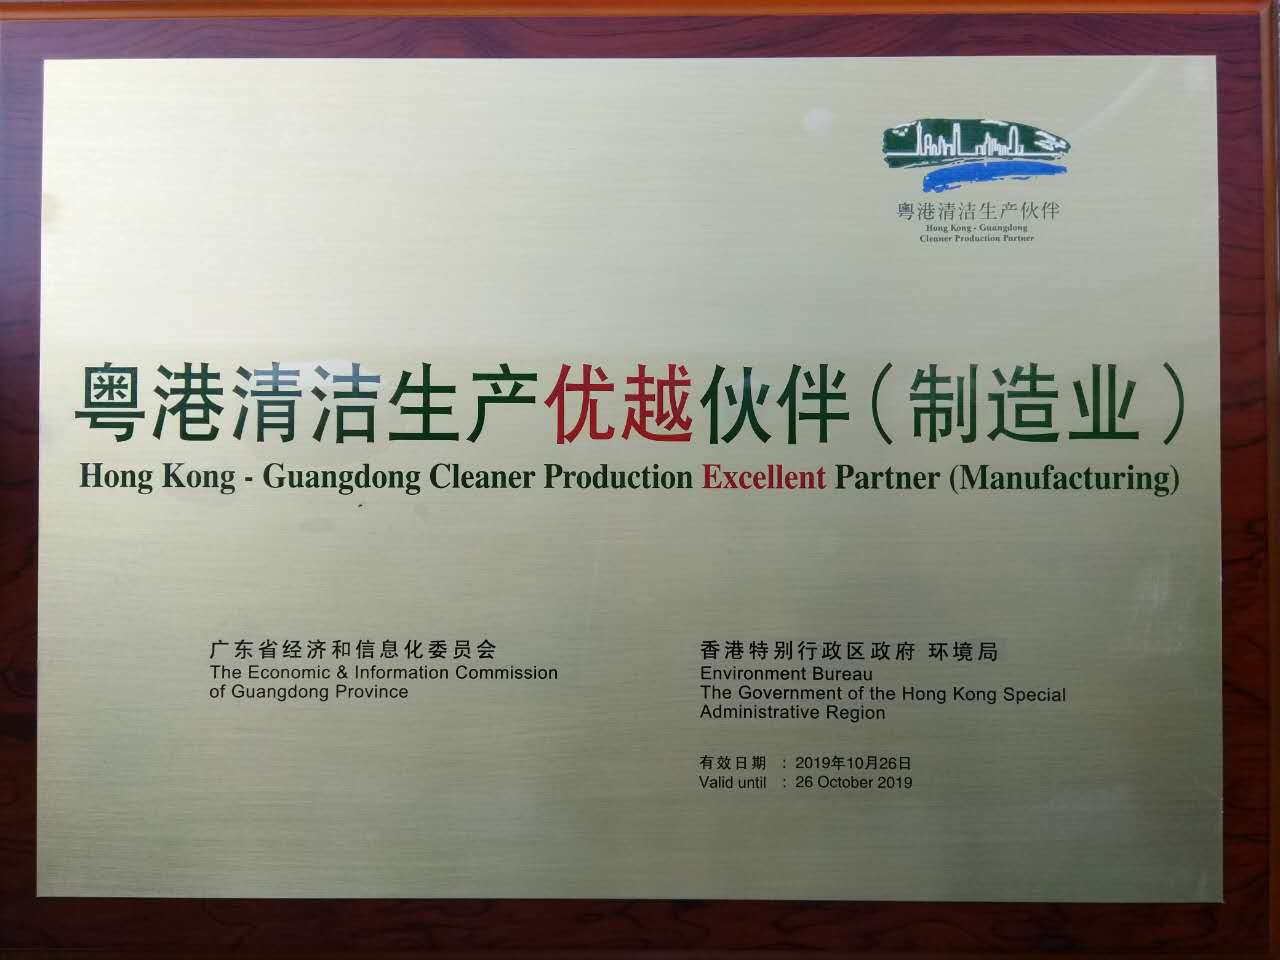 粤港清洁生产伙伴
Hong Kong - Guangdong
Cleaner Production Partner
粤港清洁生产优越伙伴(制造业)
Hong Kong - Guangdong Cleaner Production Excellent Partner (Manufacturing)
广东省经济和信息化委员会
The Economic & Information Commission
of Guangdong Province
香港特别行政区政府 环境局
Environment Bureau
The Government of the Hong Kong Special
Administrative Region
有效日期 : 2019年10月26日
Valid until : 26 October 2019